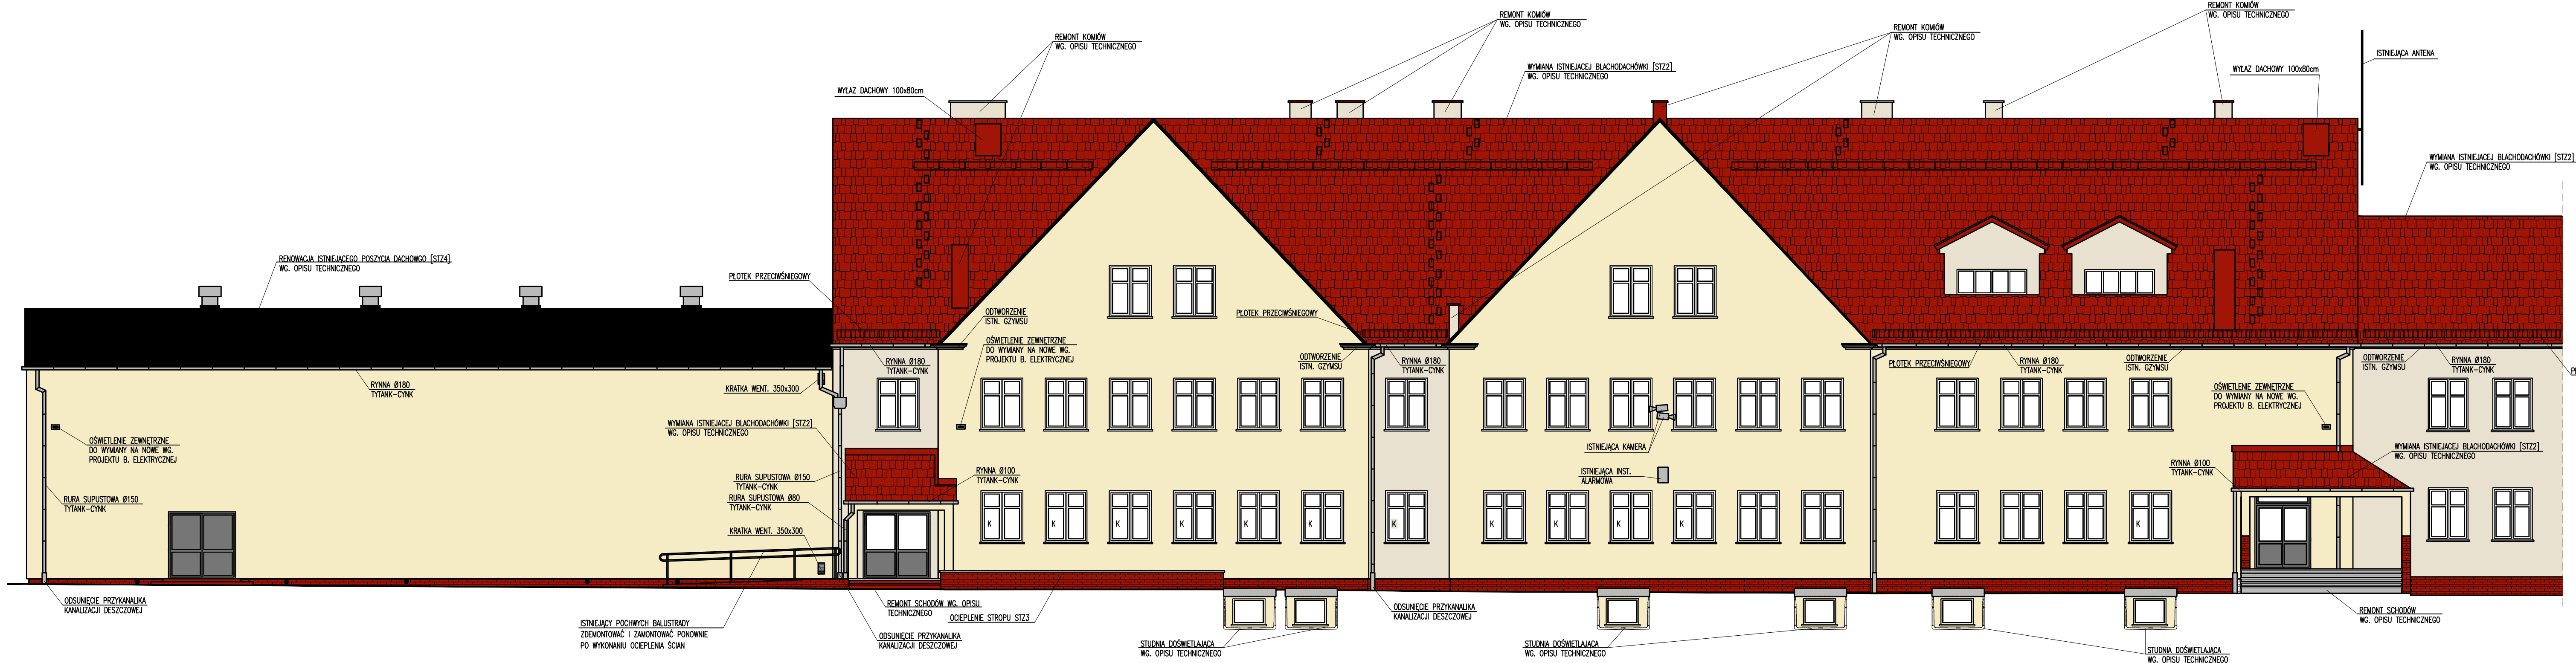 REMONT KOMIÓW
WG. OPISU TECHNICZNEGO
REMONT KOMIÓW
WG. OPISU TECHNICZNEGO
REMONT KOMIÓW
WG. OPISU TECHNICZNEGO
REMONT KOMIÓW
WG. OPISU TECHNICZNEGO
ISTNIEJĄCA ANTENA
WYŁAZ DACHOWY 100x80cm
WYMIANA ISTNIEJACEJ BLACHODACHÓWKI [STZ2]
WG. OPISU TECHNICZNEGO
WYŁAZ DACHOWY 100x80cm
WYMIANA ISTNIEJACEJ BLACHODACHÓWKI [STZ2]
WG. OPISU TECHNICZNEGO
RENOWACJA ISTNIEJĄCEGO POSZYCIA DACHOWGO [STZ4]
WG. OPISU TECHNICZNEGO
PŁOTEK PRZECIWŚNIEGOWY
ODTWORZENIE
ISTN. GZYMSU
PŁOTEK PRZECIWŚNIEGOWY
OŚWIETLENIE ZEWNĘTRZNE
DO WYMIANY NA NOWE WG.
PROJEKTU B. ELEKTRYCZNEJ
RYNNA Ø180
TYTANK-CYNK
ODTWORZENIE
ISTN. GZYMSU
RYNNA Ø180
TYTANK-CYNK
PŁOTEK PRZECIWŚNIEGOWY
RYNNA Ø180
TYTANK-CYNK
ODTWORZENIE
ISTN. GZYMSU
ODTWORZENIE
ISTN. GZYMSU
RYNNA Ø180
TYTANK-CYNK
RYNNA Ø180
TYTANK-CYNK
KRATKA WENT. 350x300
OŚWIETLENIE ZEWNĘTRZNE
DO WYMIANY NA NOWE WG.
PROJEKTU B. ELEKTRYCZNEJ
WYMIANA ISTNIEJACEJ BLACHODACHÓWKI [STZ2]
WG. OPISU TECHNICZNEGO
OŚWIETLENIE ZEWNĘTRZNE
DO WYMIANY NA NOWE WG.
PROJEKTU B. ELEKTRYCZNEJ
ISTNIEJĄCA KAMERA
WYMIANA ISTNIEJACEJ BLACHODACHÓWKI [STZ2]
WG. OPISU TECHNICZNEGO
RURA SUPUSTOWA Ø150
TYTANK-CYNK
RYNNA Ø100
TYTANK-CYNK
ISTNIEJĄCA INST.
ALARMOWA
RYNNA Ø100
TYTANK-CYNK
RURA SUPUSTOWA Ø150
TYTANK-CYNK
RURA SUPUSTOWA Ø80
TYTANK-CYNK
KRATKA WENT. 350x300
K K K K K K K K K K K K K K
ODSUNIĘCIE PRZYKANALIKA
KANALIZACJI DESZCZOWEJ
ISTNIEJĄCY POCHWYCH BALUSTRADY
ZDEMONTOWAĆ I ZAMONTOWAĆ PONOWNIE
PO WYKONANIU OCIEPLENIA ŚCIAN
REMONT SCHODÓW WG. OPISU
TECHNICZNEGO
OCIEPLENIE STROPU STZ3
ODSUNIĘCIE PRZYKANALIKA
KANALIZACJI DESZCZOWEJ
ODSUNIĘCIE PRZYKANALIKA
KANALIZACJI DESZCZOWEJ
REMONT SCHODÓW
WG. OPISU TECHNICZNEGO
STUDNIA DOŚWIETLAJĄCA
WG. OPISU TECHNICZNEGO
STUDNIA DOŚWIETLAJĄCA
WG. OPISU TECHNICZNEGO
STUDNIA DOŚWIETLAJĄCA
WG. OPISU TECHNICZNEGO